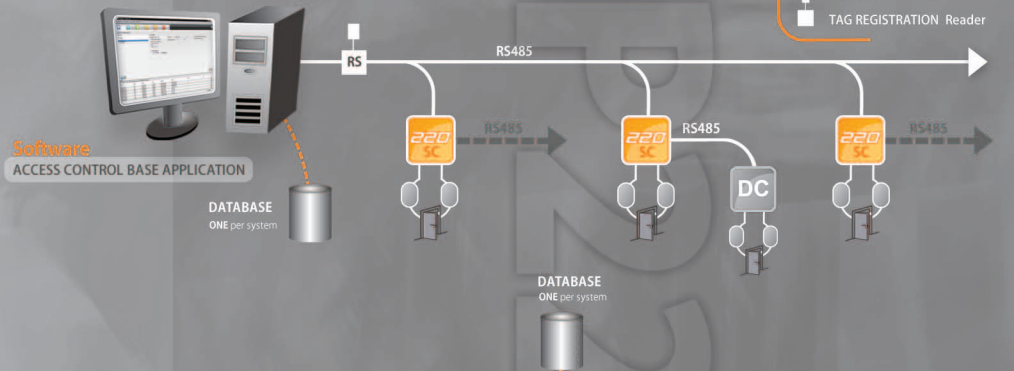 TAG REGISTRATION Reader
RS485
RS
220
SC
RS485
220
SC
RS485
220
SC
RS485
DC
Software
ACCESS CONTROL BASE APPLICATION
DATABASE
ONE per system
DATABASE
ONE per system